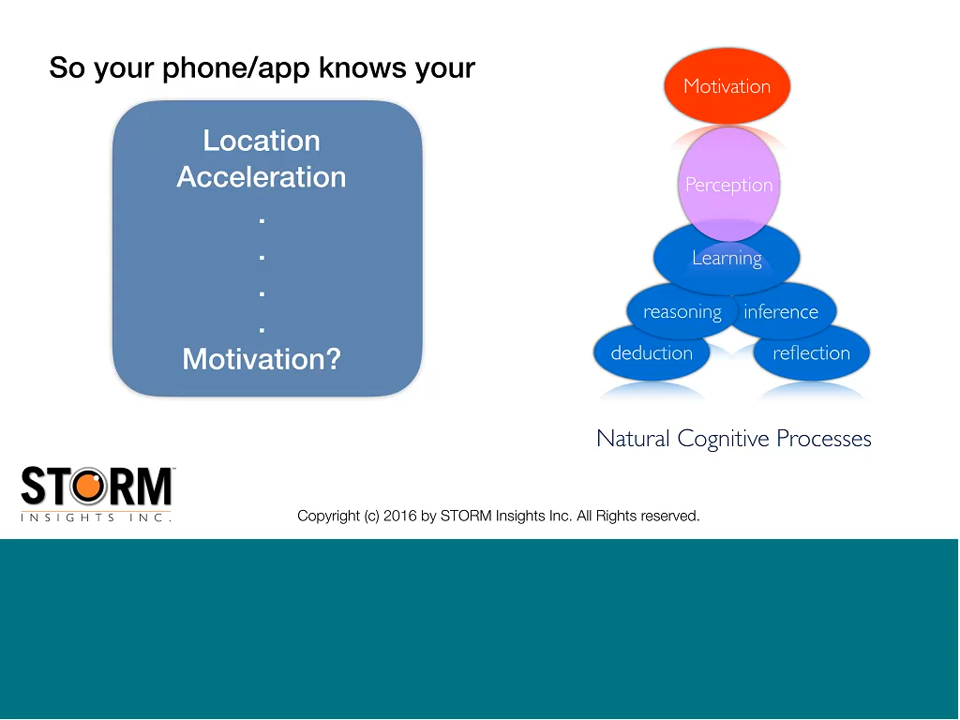 So your phone/app knows your
Location
Acceleration
.
.
.
.
Motivation?
Motivation
Perception
Learning
reasoning inference
deduction reflection
Natural Cognitive Processes
STORM™
INSIGHTS INC.
Copyright (c) 2016 by STORM Insights Inc. All Rights reserved.